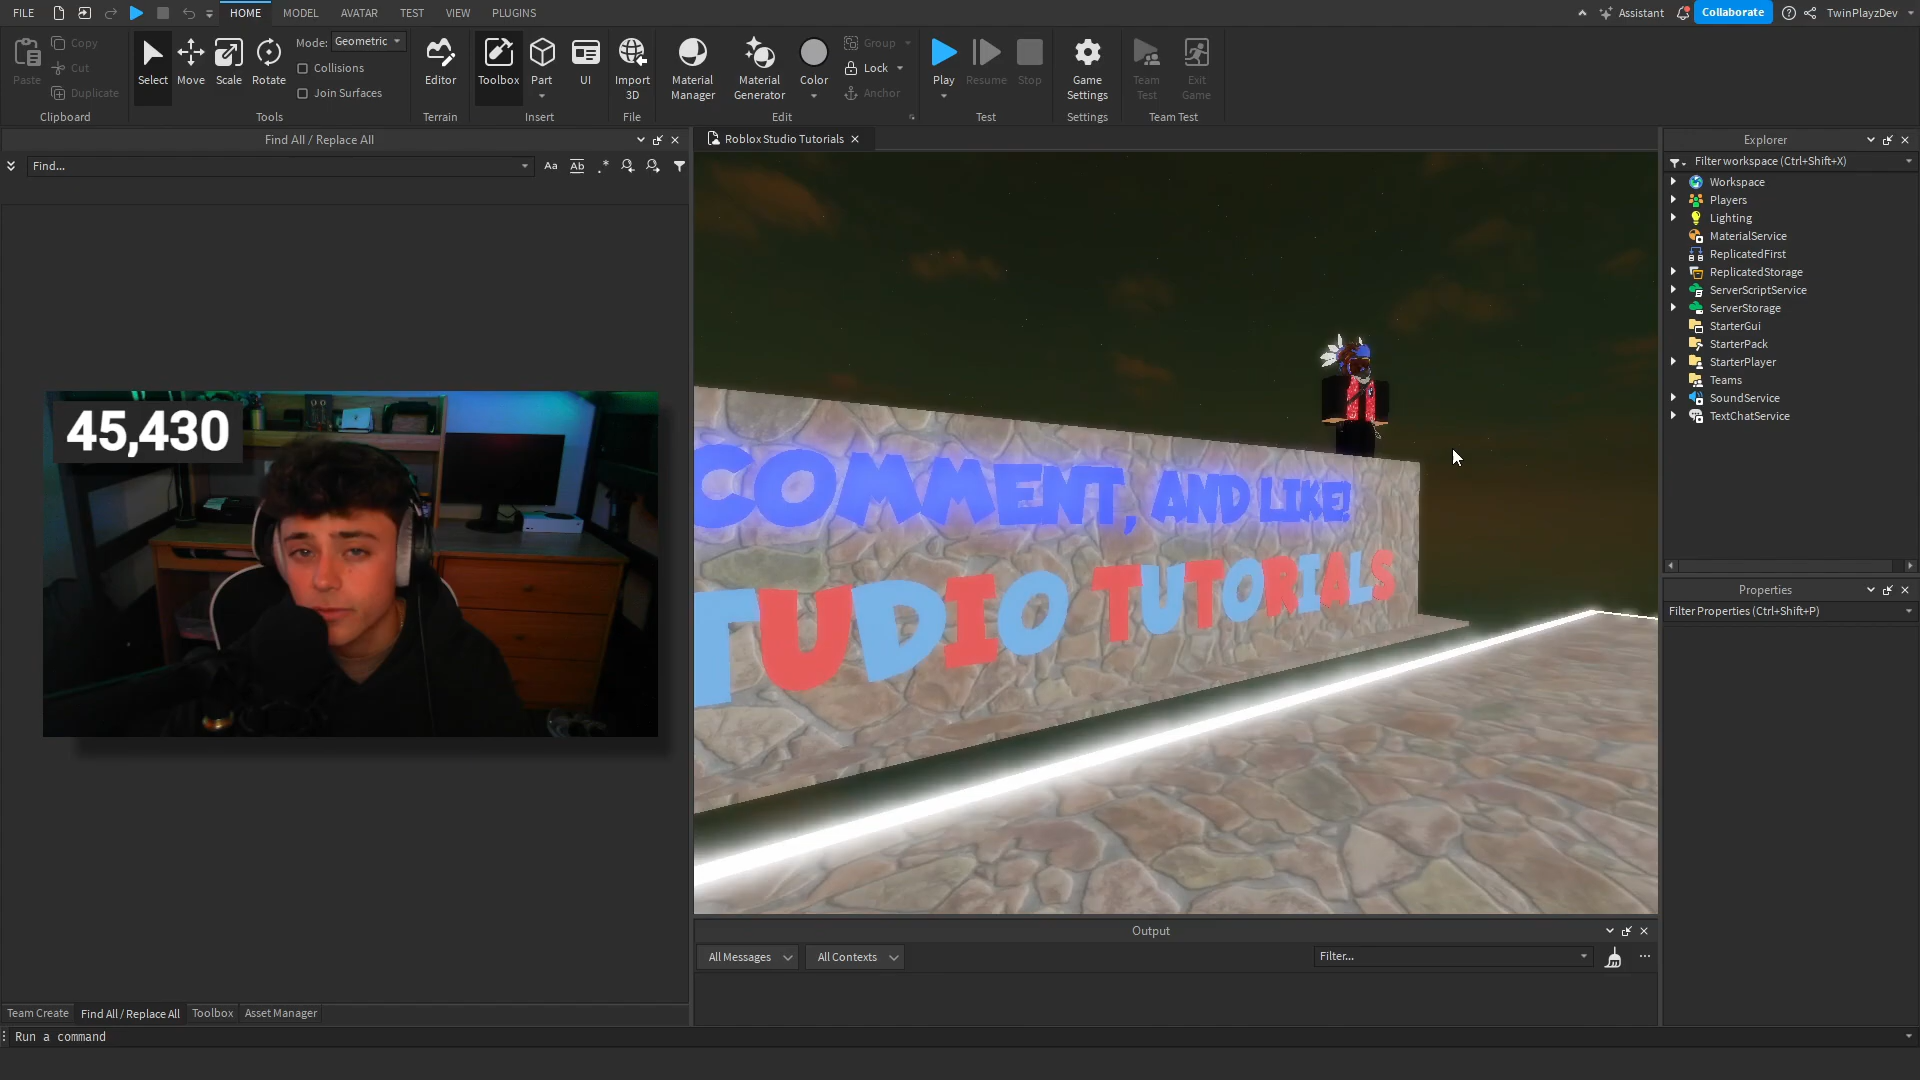 FILE HOME MODEL AVATAR TEST VIEW PLUGINS Assistant Collaborate TwinPlayzDev
Paste Copy Cut Duplicate Clipboard
Select Move Scale Rotate Mode: Geometric Collisions Join Surfaces Tools
Editor Terrain
Toolbox Part UI Insert
Import 3D File
Material Manager Material Generator Color Group Lock Anchor Edit
Play Resume Stop Test
Game Settings Settings
Team Test Exit Game Team Test
Find All / Replace All
Find...
Aa Ab .*
45,430
Team Create Find All / Replace All Toolbox Asset Manager
Roblox Studio Tutorials
COMMENT, AND LIKE!
TUDIO TUTORIALS
Output
All Messages All Contexts Filter...
Explorer
Filter workspace (Ctrl+Shift+X)
Workspace
Players
Lighting
MaterialService
ReplicatedFirst
ReplicatedStorage
ServerScriptService
ServerStorage
StarterGui
StarterPack
StarterPlayer
Teams
SoundService
TextChatService
Properties
Filter Properties (Ctrl+Shift+P)
Run a command